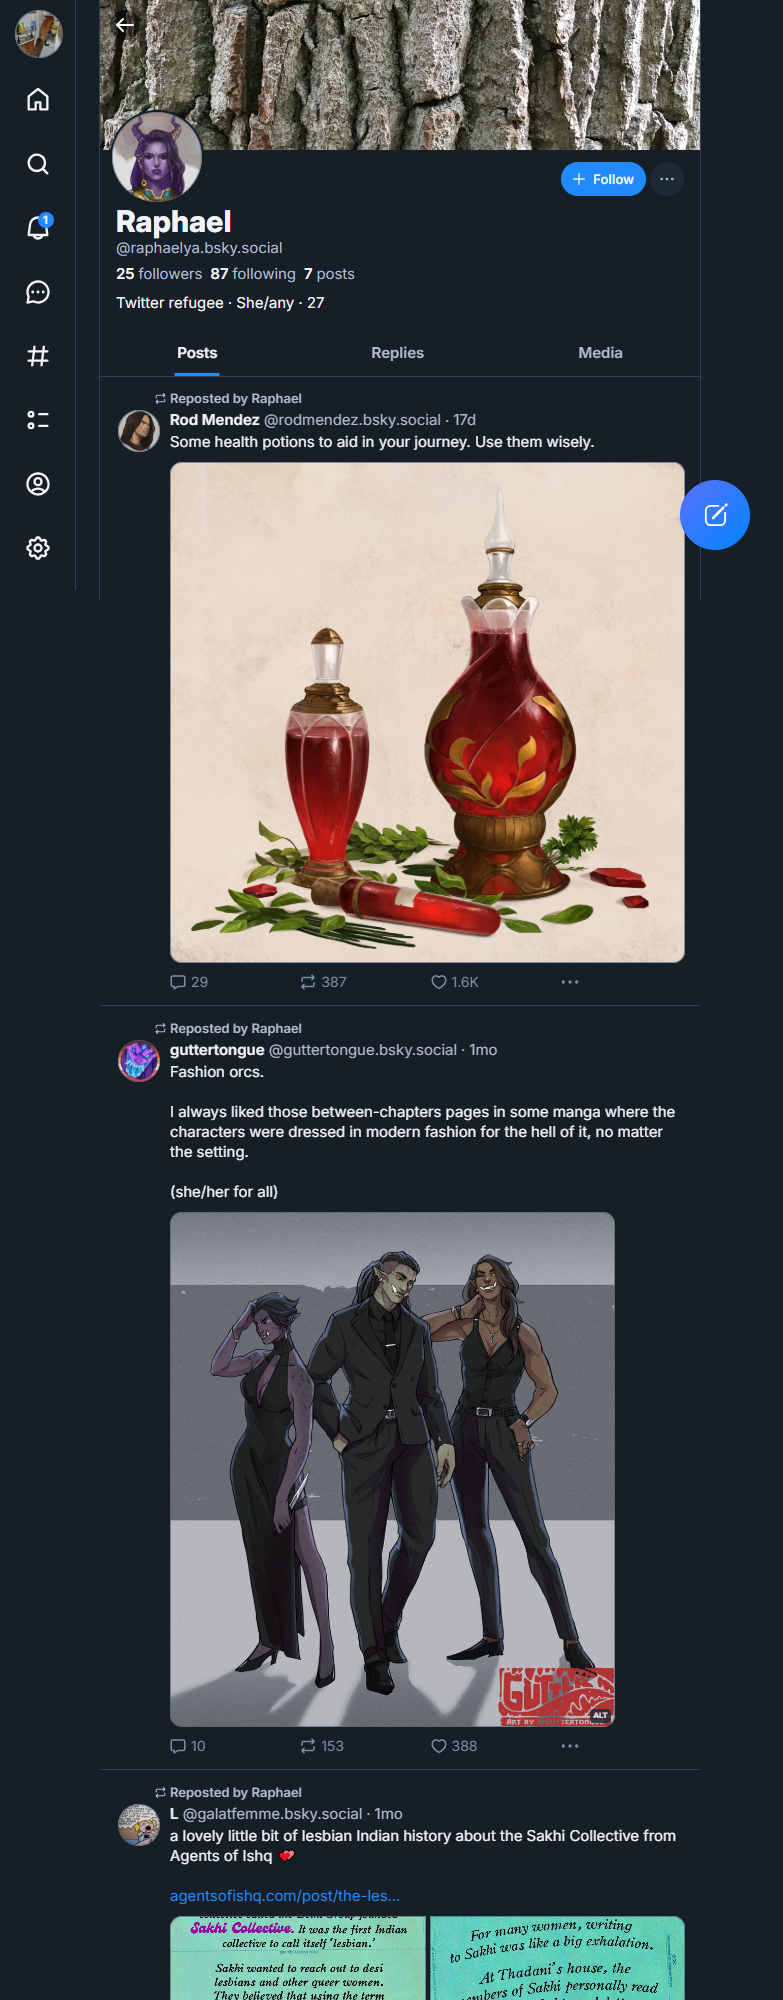 1
Follow
Raphael
@raphaelya.bsky.social
25 followers 87 following 7 posts
Twitter refugee · She/any · 27
Posts Replies Media
Reposted by Raphael
Rod Mendez @rodmendez.bsky.social · 17d
Some health potions to aid in your journey. Use them wisely.
29 387 1.6K
Reposted by Raphael
guttertongue @guttertongue.bsky.social · 1mo
Fashion orcs.
I always liked those between-chapters pages in some manga where the
characters were dressed in modern fashion for the hell of it, no matter
the setting.
(she/her for all)
ART BY
ALT
10 153 388
Reposted by Raphael
L @galatfemme.bsky.social · 1mo
a lovely little bit of lesbian Indian history about the Sakhi Collective from
Agents of Ishq 💕
agentsofishq.com/post/the-les...
Sakhi Collective. It was the first Indian
collective to call itself 'lesbian.'
Sakhi wanted to reach out to desi
lesbians and other queer women.
They believed that using the term
For many women, writing
to Sakhi was like a big exhalation.
At Thadani's house, the
of Sakhi personally read